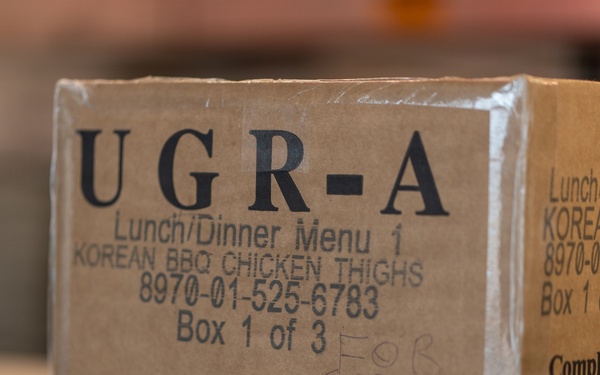 UGR-A
Lunch/Dinner Menu 1
KOREAN BBQ CHICKEN THIGHS
8970-01-525-6783
Box 1 of 3
FOB
Lunch
KOREA
8970-0
Box 1
Compl